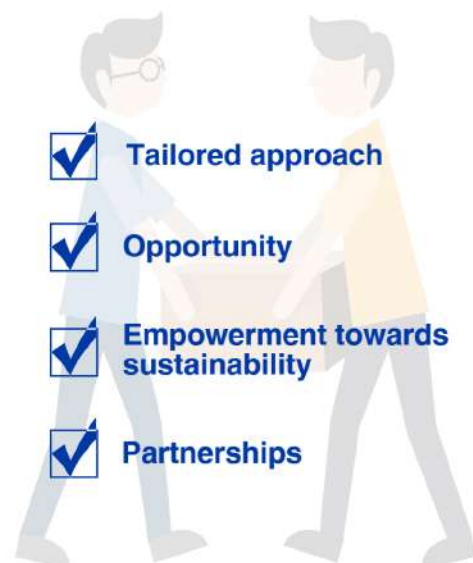 Tailored approach
Opportunity
Empowerment towards
sustainability
Partnerships